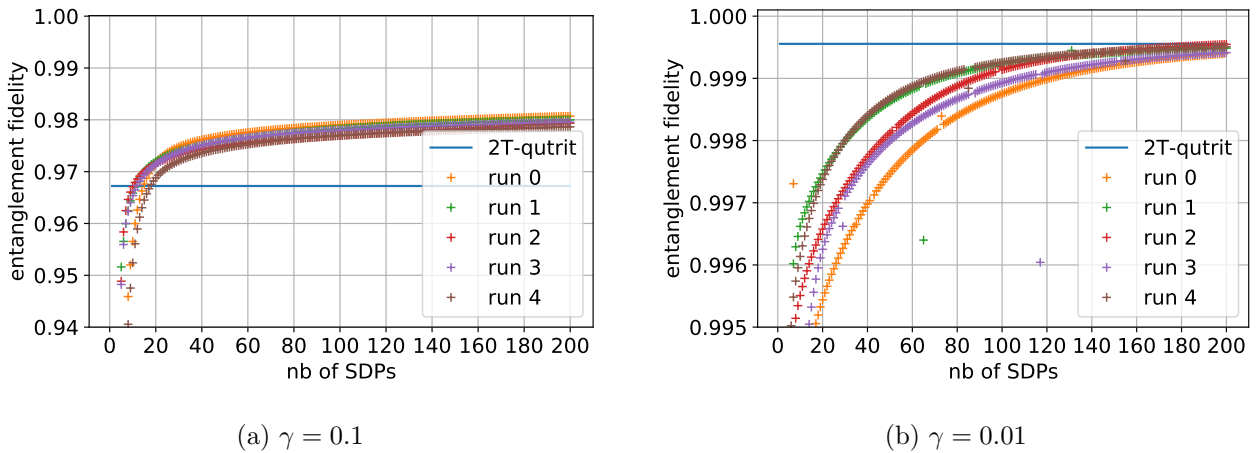 1.00
0.99
0.98
0.97
0.96
0.95
0.94
entanglement fidelity
0 20 40 60 80 100 120 140 160 180 200
nb of SDPs
2T-qutrit
run 0
run 1
run 2
run 3
run 4
(a) γ = 0.1
1.000
0.999
0.998
0.997
0.996
0.995
entanglement fidelity
0 20 40 60 80 100 120 140 160 180 200
nb of SDPs
2T-qutrit
run 0
run 1
run 2
run 3
run 4
(b) γ = 0.01